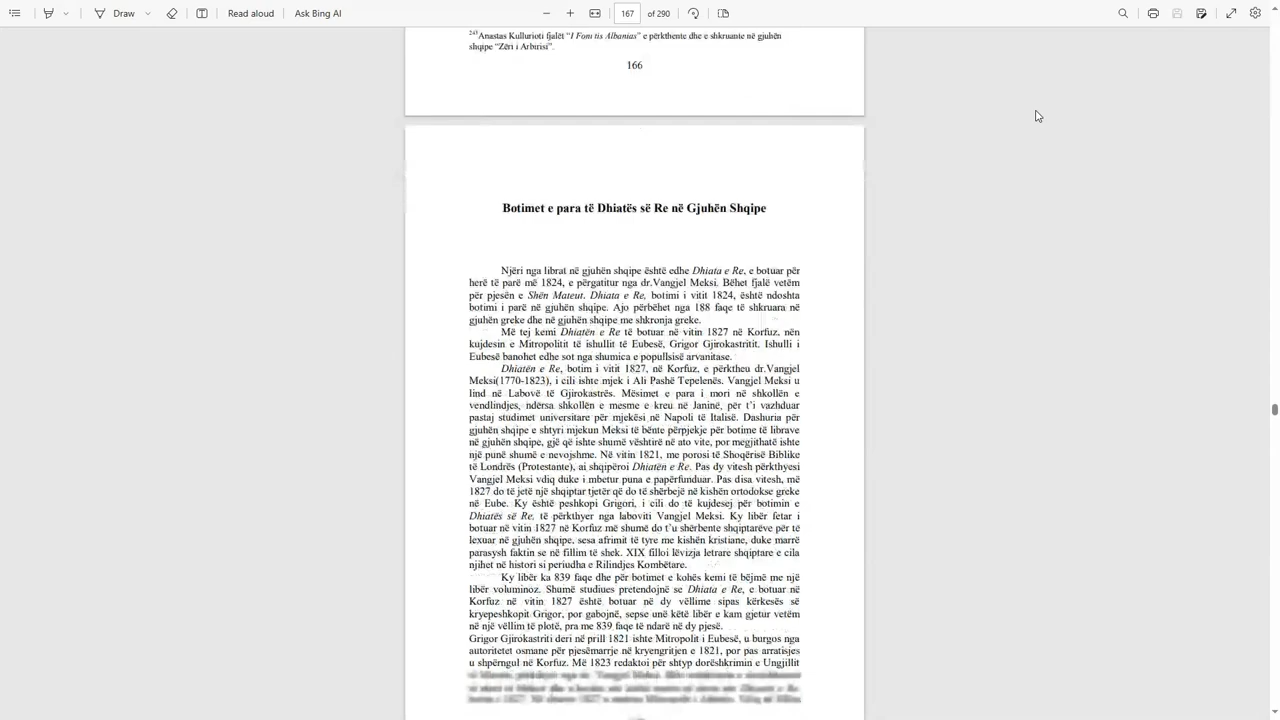 Draw
Read aloud
Ask Bing AI
167
of 290
245Anastas Kullurioti fjalët “I Foni tis Albanias” e përkthente dhe e shkruante në gjuhën
shqipe “Zëri i Arbirisi”.
166
Botimet e para të Dhiatës së Re në Gjuhën Shqipe
Njëri nga librat në gjuhën shqipe është edhe Dhiata e Re, e botuar për
herë të parë më 1824, e përgatitur nga dr.Vangjel Meksi. Bëhet fjalë vetëm
për pjesën e Shën Mateut. Dhiata e Re, botimi i vitit 1824, është ndoshta
botimi i parë në gjuhën shqipe. Ajo përbëhet nga 188 faqe të shkruara në
gjuhën greke dhe në gjuhën shqipe me shkronja greke.
Më tej kemi Dhiatën e Re të botuar në vitin 1827 në Korfuz, nën
kujdesin e Mitropolitit të ishullit të Eubesë, Grigor Gjirokastritit. Ishulli i
Eubesë banohet edhe sot nga shumica e popullsisë arvanitase.
Dhiatën e Re, botim i vitit 1827, në Korfuz, e përktheu dr.Vangjel
Meksi(1770-1823), i cili ishte mjek i Ali Pashë Tepelenës. Vangjel Meksi u
lind në Labovë të Gjirokastrës. Mësimet e para i mori në shkollën e
vendlindjes, ndërsa shkollën e mesme e kreu në Janinë, për t’i vazhduar
pastaj studimet universitare për mjekësi në Napoli të Italisë. Dashuria për
gjuhën shqipe e shtyri mjekun Meksi të bënte përpjekje për botime të librave
në gjuhën shqipe, gjë që ishte shumë vështirë në ato vite, por megjithatë ishte
një punë shumë e nevojshme. Në vitin 1821, me porosi të Shoqërisë Biblike
të Londrës (Protestante), ai shqipëroi Dhiatën e Re. Pas dy vitesh përkthyesi
Vangjel Meksi vdiq duke i mbetur puna e papërfunduar. Pas disa vitesh, më
1827 do të jetë një shqiptar tjetër që do të shërbejë në kishën ortodokse greke
në Eube. Ky është peshkopi Grigori, i cili do të kujdesej për botimin e
Dhiatës së Re, të përkthyer nga laboviti Vangjel Meksi. Ky libër fetar i
botuar në vitin 1827 në Korfuz më shumë do t’u shërbente shqiptarëve për të
lexuar në gjuhën shqipe, sesa afrimit të tyre me kishën kristiane, duke marrë
parasysh faktin se në fillim të shek. XIX filloi lëvizja letrare shqiptare e cila
njihet në histori si periudha e Rilindjes Kombëtare.
Ky libër ka 839 faqe dhe për botimet e kohës kemi të bëjmë me një
libër voluminoz. Shumë studiues pretendojnë se Dhiata e Re, e botuar në
Korfuz në vitin 1827 është botuar në dy vëllime sipas kërkesës së
kryepeshkopit Grigor, por gabojnë, sepse unë këtë libër e kam gjetur vetëm
në një vëllim të plotë, pra me 839 faqe të ndarë në dy pjesë.
Grigor Gjirokastriti deri në prill 1821 ishte Mitropolit i Eubesë, u burgos nga
autoritetet osmane për pjesëmarrje në kryengritjen e 1821, por pas arratisjes
u shpërngul në Korfuz. Më 1823 redaktoi për shtyp dorëshkrimin e Ungjillit